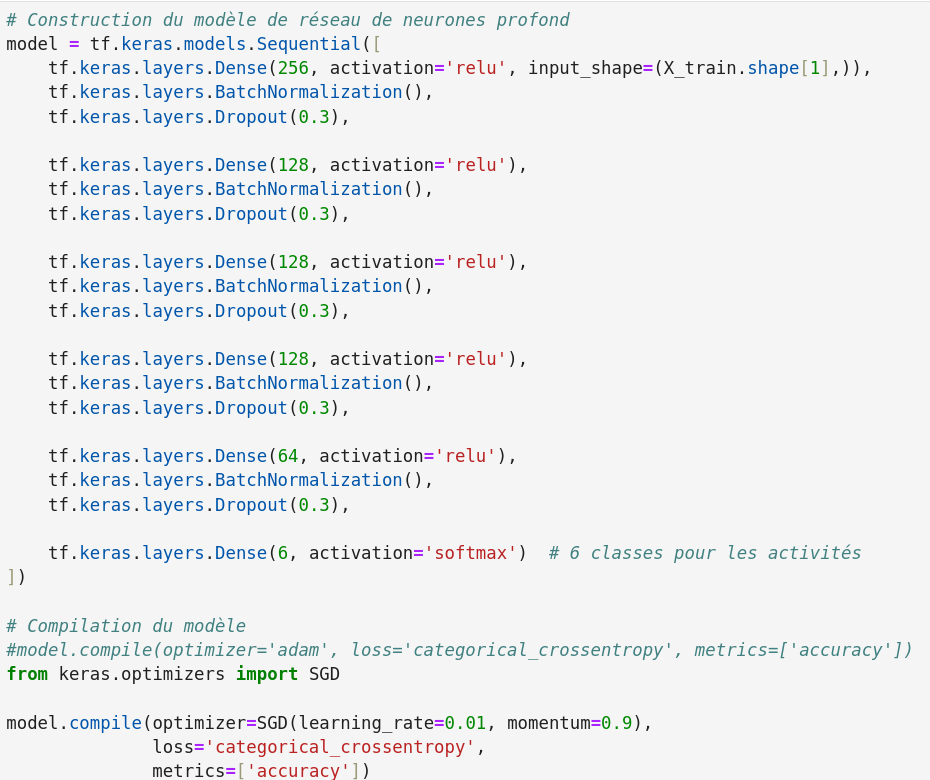 # Construction du modèle de réseau de neurones profond
model = tf.keras.models.Sequential([
    tf.keras.layers.Dense(256, activation='relu', input_shape=(X_train.shape[1],)),
    tf.keras.layers.BatchNormalization(),
    tf.keras.layers.Dropout(0.3),

    tf.keras.layers.Dense(128, activation='relu'),
    tf.keras.layers.BatchNormalization(),
    tf.keras.layers.Dropout(0.3),

    tf.keras.layers.Dense(128, activation='relu'),
    tf.keras.layers.BatchNormalization(),
    tf.keras.layers.Dropout(0.3),

    tf.keras.layers.Dense(128, activation='relu'),
    tf.keras.layers.BatchNormalization(),
    tf.keras.layers.Dropout(0.3),

    tf.keras.layers.Dense(64, activation='relu'),
    tf.keras.layers.BatchNormalization(),
    tf.keras.layers.Dropout(0.3),

    tf.keras.layers.Dense(6, activation='softmax')  # 6 classes pour les activités
])

# Compilation du modèle
#model.compile(optimizer='adam', loss='categorical_crossentropy', metrics=['accuracy'])
from keras.optimizers import SGD

model.compile(optimizer=SGD(learning_rate=0.01, momentum=0.9),
              loss='categorical_crossentropy',
              metrics=['accuracy'])